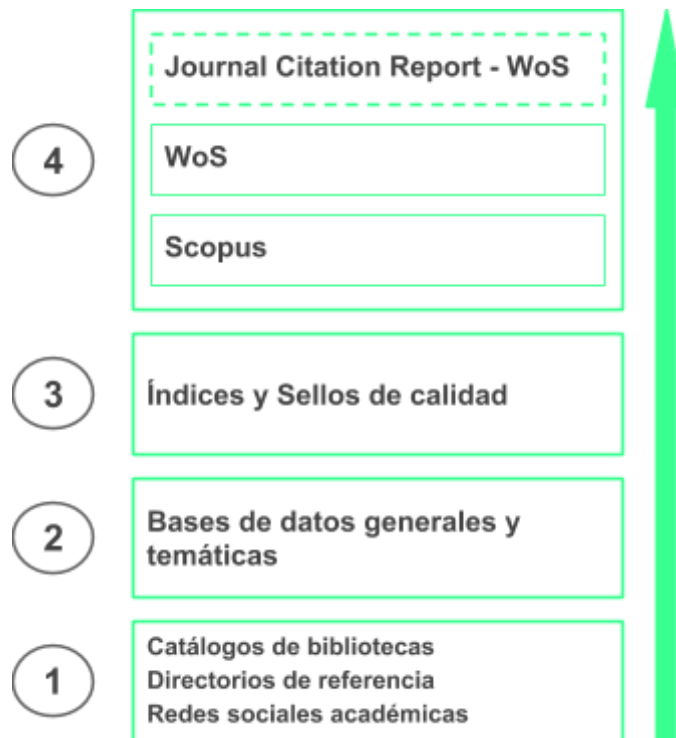 Journal Citation Report - WoS
4
WoS
Scopus
3
Índices y Sellos de calidad
2
Bases de datos generales y
temáticas
1
Catálogos de bibliotecas
Directorios de referencia
Redes sociales académicas